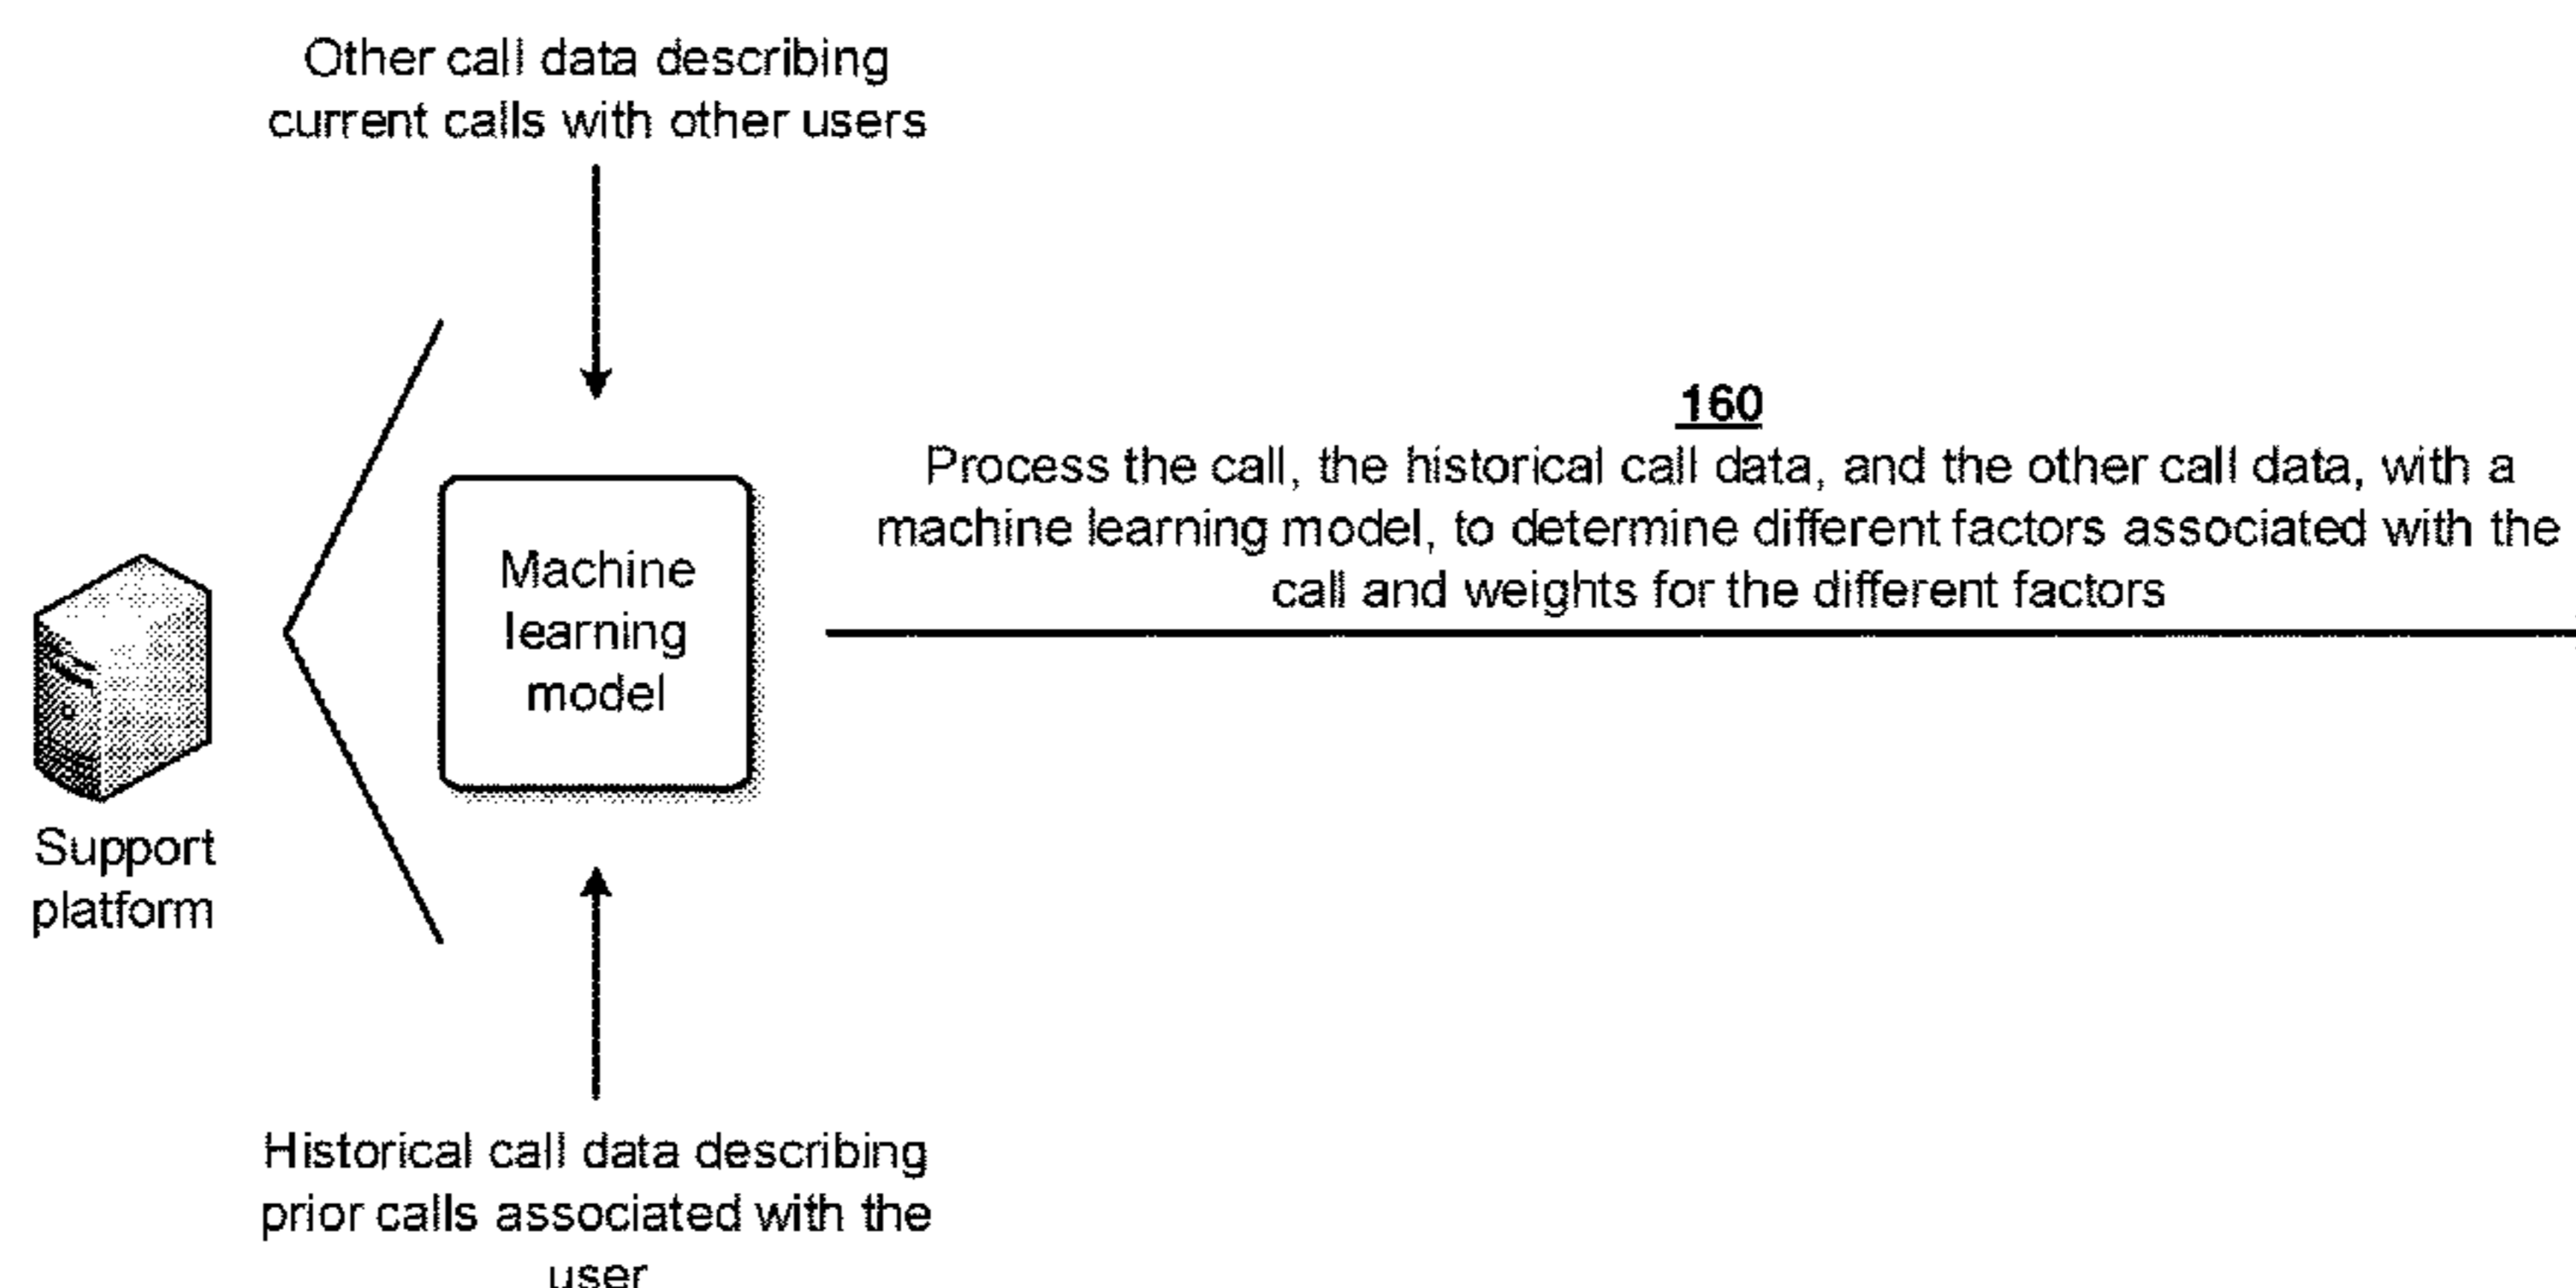 Other call data describing
current calls with other users
160
Process the call, the historical call data, and the other call data, with a
machine learning model, to determine different factors associated with the
call and weights for the different factors
Machine
learning
model
Support
platform
Historical call data describing
prior calls associated with the
user